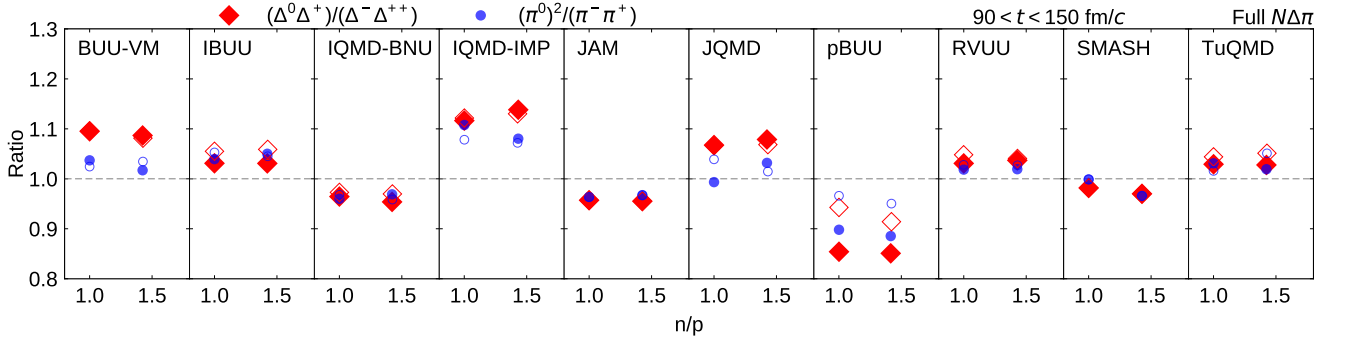 (Δ⁰Δ⁺)/(Δ⁻Δ⁺⁺) (π⁰)²/(π⁻π⁺) 90 < t < 150 fm/c Full NΔπ
BUU-VM IBUU IQMD-BNU IQMD-IMP JAM JQMD pBUU RVUU SMASH TuQMD
Ratio
1.3
1.2
1.1
1.0
0.9
0.8
1.0 1.5 1.0 1.5 1.0 1.5 1.0 1.5 1.0 1.5 1.0 1.5 1.0 1.5 1.0 1.5 1.0 1.5 1.0 1.5
n/p